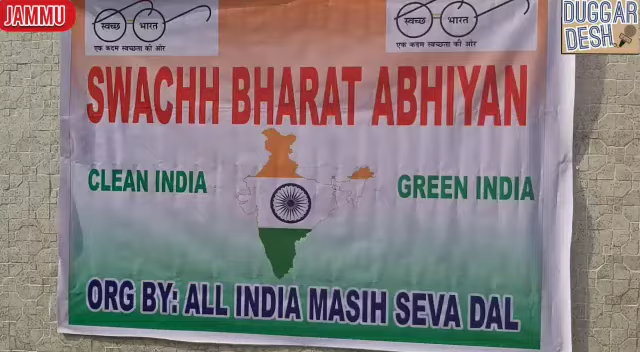 JAMMU
DUGGAR
DESH
स्वच्छ भारत
एक कदम स्वच्छता की ओर
स्वच्छ भारत
एक कदम स्वच्छता की ओर
SWACHH BHARAT ABHIYAN
CLEAN INDIA
GREEN INDIA
ORG BY: ALL INDIA MASIH SEVA DAL